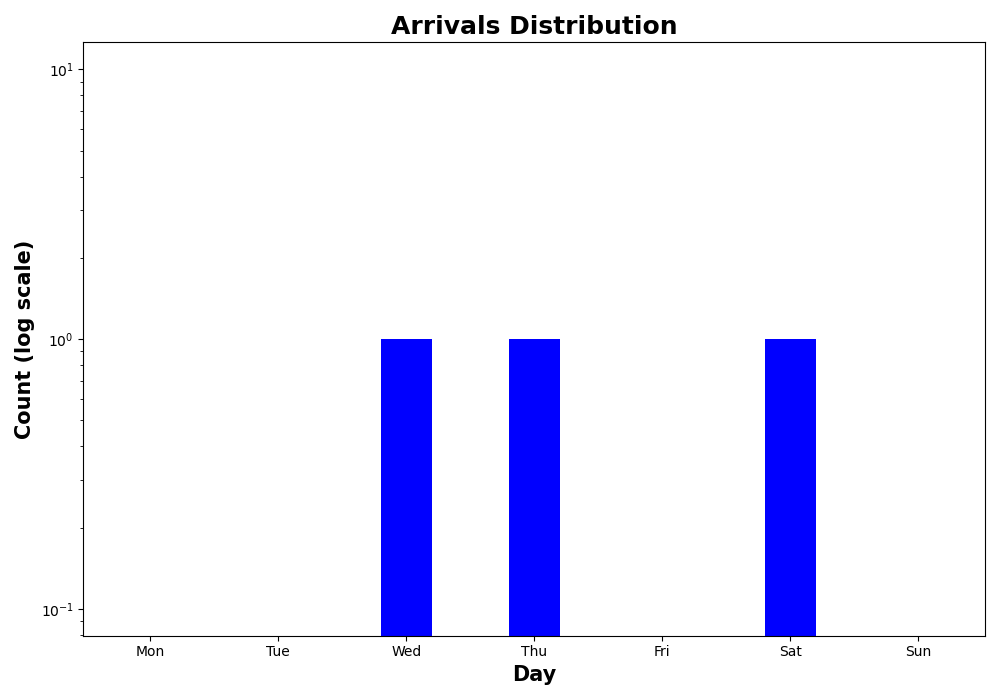 Arrivals Distribution
10¹
10⁰
10⁻¹
Count (log scale)
Mon Tue Wed Thu Fri Sat Sun
Day